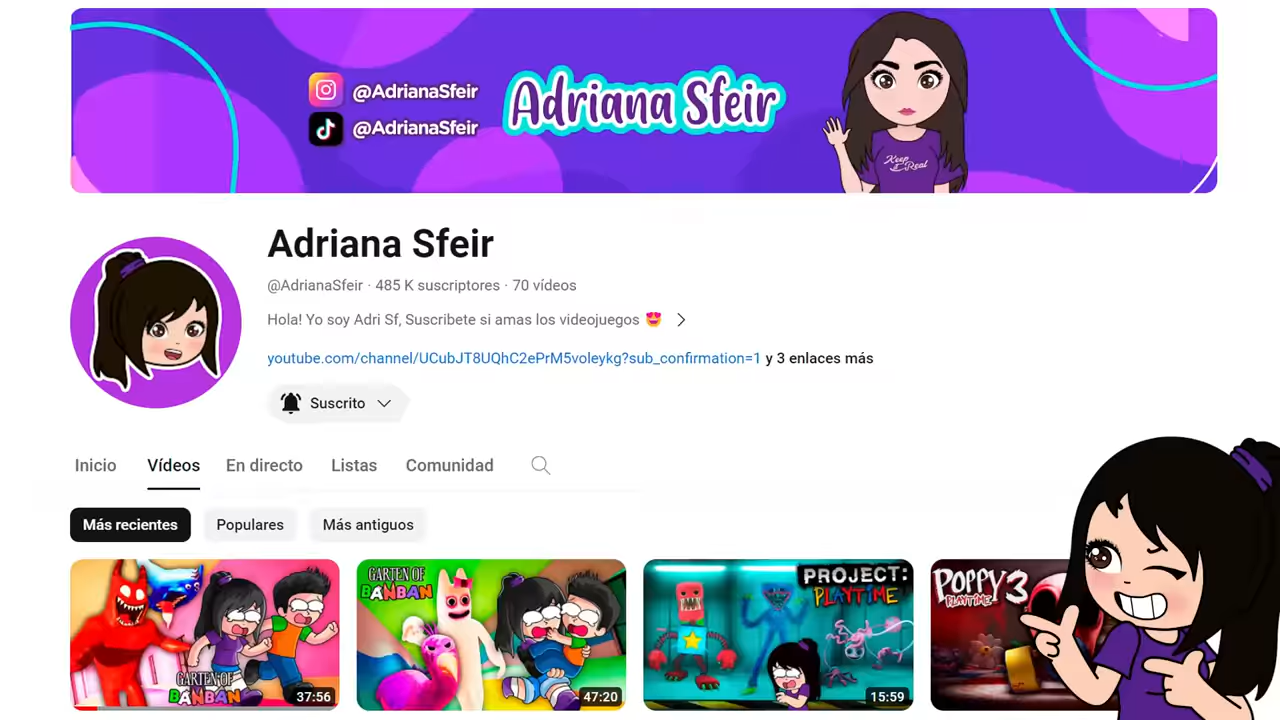 @AdrianaSfeir
@AdrianaSfeir
Adriana Sfeir
Keep
it Real
Adriana Sfeir
@AdrianaSfeir · 485 K suscriptores · 70 vídeos
Hola! Yo soy Adri Sf, Suscribete si amas los videojuegos 😍
youtube.com/channel/UCubJT8UQhC2ePrM5voleykg?sub_confirmation=1 y 3 enlaces más
Suscrito
Inicio Vídeos En directo Listas Comunidad
Más recientes Populares Más antiguos
GARTEN OF
BANBAN
37:56
GARTEN OF
BANBAN
47:20
PROJECT:
PLAYTIME
15:59
POPPY 3
PLAYTIME